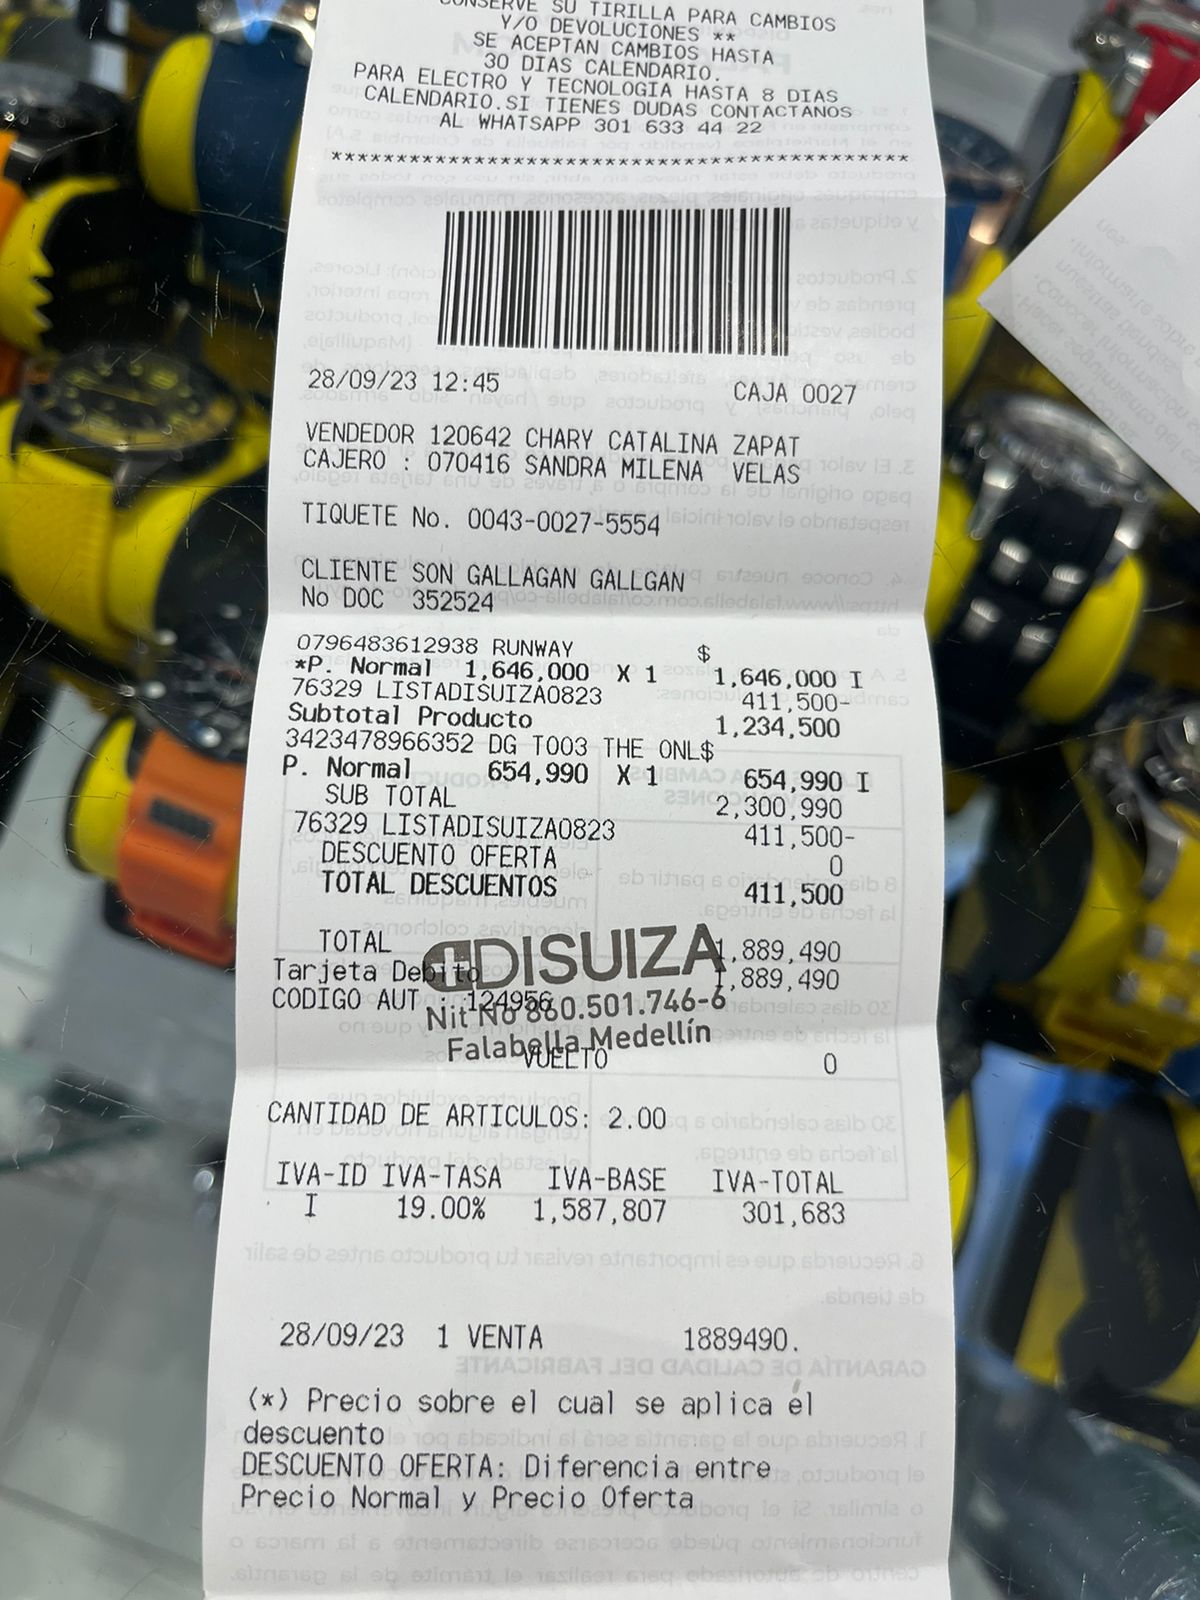 CONSERVE SU TIRILLA PARA CAMBIOS
Y/O DEVOLUCIONES **
SE ACEPTAN CAMBIOS HASTA
30 DIAS CALENDARIO.
PARA ELECTRO Y TECNOLOGIA HASTA 8 DIAS
CALENDARIO.SI TIENES DUDAS CONTACTANOS
AL WHATSAPP 301 633 44 22
********************************************
28/09/23 12:45 CAJA 0027
VENDEDOR 120642 CHARY CATALINA ZAPAT
CAJERO : 070416 SANDRA MILENA VELAS
TIQUETE No. 0043-0027-5554
CLIENTE SON GALLAGAN GALLGAN
No DOC 352524
0796483612938 RUNWAY $
*P. Normal 1,646,000 X 1 1,646,000 I
76329 LISTADISUIZA0823 411,500-
Subtotal Producto 1,234,500
3423478966352 DG T003 THE ONL$
P. Normal 654,990 X 1 654,990 I
SUB TOTAL 2,300,990
76329 LISTADISUIZA0823 411,500-
DESCUENTO OFERTA 0
TOTAL DESCUENTOS 411,500
DISUIZA
TOTAL 1,889,490
Tarjeta Debito 1,889,490
CODIGO AUT : 124956
Nit No 860.501.746-6
Falabella Medellín
VUELTO 0
CANTIDAD DE ARTICULOS: 2.00
IVA-ID IVA-TASA IVA-BASE IVA-TOTAL
I 19.00% 1,587,807 301,683
28/09/23 1 VENTA 1889490.
(*) Precio sobre el cual se aplica el
descuento
DESCUENTO OFERTA: Diferencia entre
Precio Normal y Precio Oferta